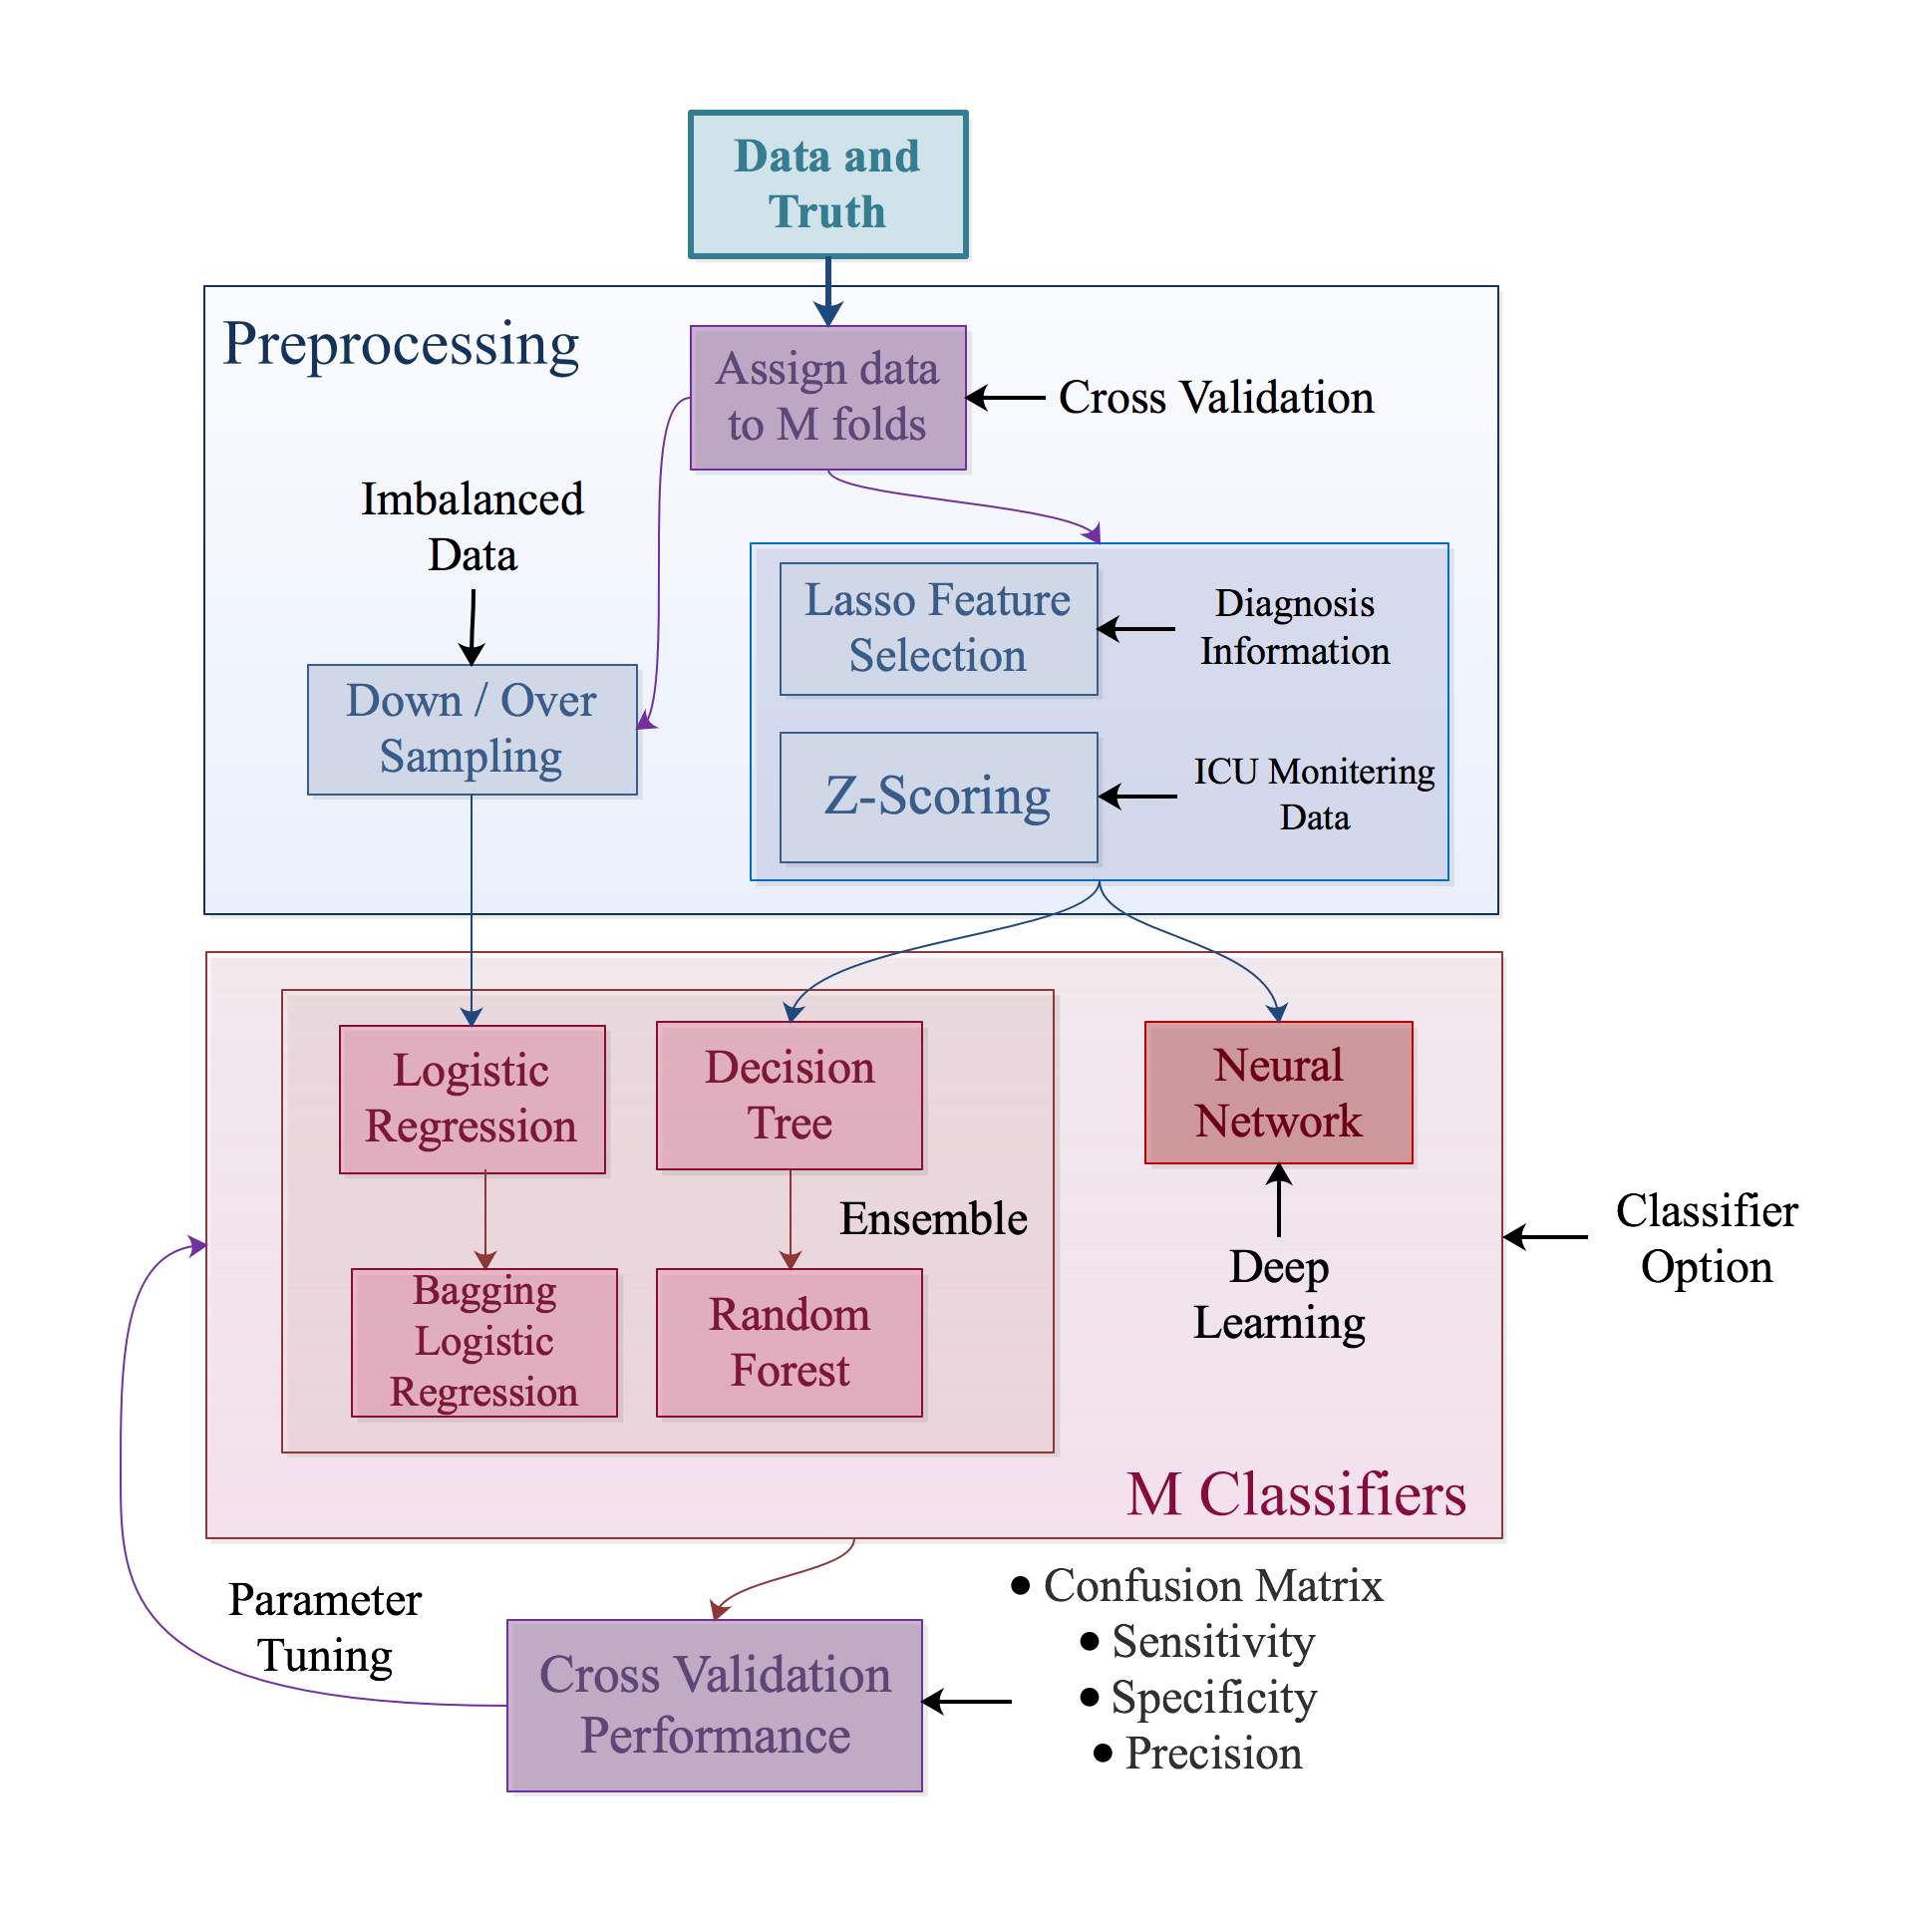 Data and
Truth
Preprocessing
Assign data
to M folds
Cross Validation
Imbalanced
Data
Lasso Feature
Selection
Diagnosis
Information
Down / Over
Sampling
Z-Scoring
ICU Monitering
Data
Logistic
Regression
Decision
Tree
Neural
Network
Ensemble
Deep
Learning
Classifier
Option
Bagging
Logistic
Regression
Random
Forest
M Classifiers
Parameter
Tuning
Cross Validation
Performance
• Confusion Matrix
• Sensitivity
• Specificity
• Precision